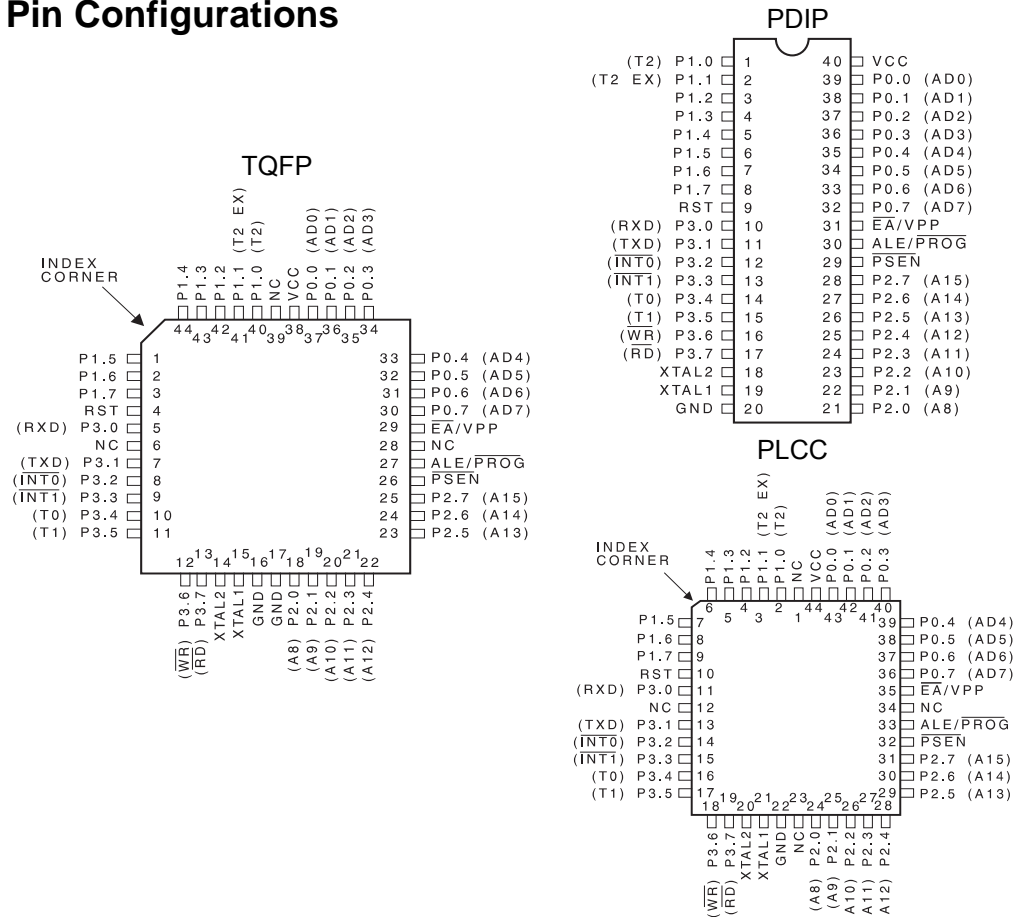 Pin Configurations
PDIP
(T2) P1.0 1
(T2 EX) P1.1 2
P1.2 3
P1.3 4
P1.4 5
P1.5 6
P1.6 7
P1.7 8
RST 9
(RXD) P3.0 10
(TXD) P3.1 11
(INT0) P3.2 12
(INT1) P3.3 13
(T0) P3.4 14
(T1) P3.5 15
(WR) P3.6 16
(RD) P3.7 17
XTAL2 18
XTAL1 19
GND 20
40 VCC
39 P0.0 (AD0)
38 P0.1 (AD1)
37 P0.2 (AD2)
36 P0.3 (AD3)
35 P0.4 (AD4)
34 P0.5 (AD5)
33 P0.6 (AD6)
32 P0.7 (AD7)
31 EA/VPP
30 ALE/PROG
29 PSEN
28 P2.7 (A15)
27 P2.6 (A14)
26 P2.5 (A13)
25 P2.4 (A12)
24 P2.3 (A11)
23 P2.2 (A10)
22 P2.1 (A9)
21 P2.0 (A8)
TQFP
INDEX
CORNER
P1.4 44
P1.3 43
P1.2 42
P1.1 (T2 EX) 41
P1.0 (T2) 40
NC 39
VCC 38
P0.0 (AD0) 37
P0.1 (AD1) 36
P0.2 (AD2) 35
P0.3 (AD3) 34
P1.5 1
P1.6 2
P1.7 3
RST 4
(RXD) P3.0 5
NC 6
(TXD) P3.1 7
(INT0) P3.2 8
(INT1) P3.3 9
(T0) P3.4 10
(T1) P3.5 11
33 P0.4 (AD4)
32 P0.5 (AD5)
31 P0.6 (AD6)
30 P0.7 (AD7)
29 EA/VPP
28 NC
27 ALE/PROG
26 PSEN
25 P2.7 (A15)
24 P2.6 (A14)
23 P2.5 (A13)
12 (WR) P3.6
13 (RD) P3.7
14 XTAL2
15 XTAL1
16 GND
17 GND
18 (A8) P2.0
19 (A9) P2.1
20 (A10) P2.2
21 (A11) P2.3
22 (A12) P2.4
PLCC
INDEX
CORNER
P1.4 6
P1.3 5
P1.2 4
P1.1 (T2 EX) 3
P1.0 (T2) 2
NC 1
VCC 44
P0.0 (AD0) 43
P0.1 (AD1) 42
P0.2 (AD2) 41
P0.3 (AD3) 40
P1.5 7
P1.6 8
P1.7 9
RST 10
(RXD) P3.0 11
NC 12
(TXD) P3.1 13
(INT0) P3.2 14
(INT1) P3.3 15
(T0) P3.4 16
(T1) P3.5 17
39 P0.4 (AD4)
38 P0.5 (AD5)
37 P0.6 (AD6)
36 P0.7 (AD7)
35 EA/VPP
34 NC
33 ALE/PROG
32 PSEN
31 P2.7 (A15)
30 P2.6 (A14)
29 P2.5 (A13)
18 (WR) P3.6
19 (RD) P3.7
20 XTAL2
21 XTAL1
22 GND
23 NC
24 (A8) P2.0
25 (A9) P2.1
26 A10) P2.2
27 A11) P2.3
28 A12) P2.4